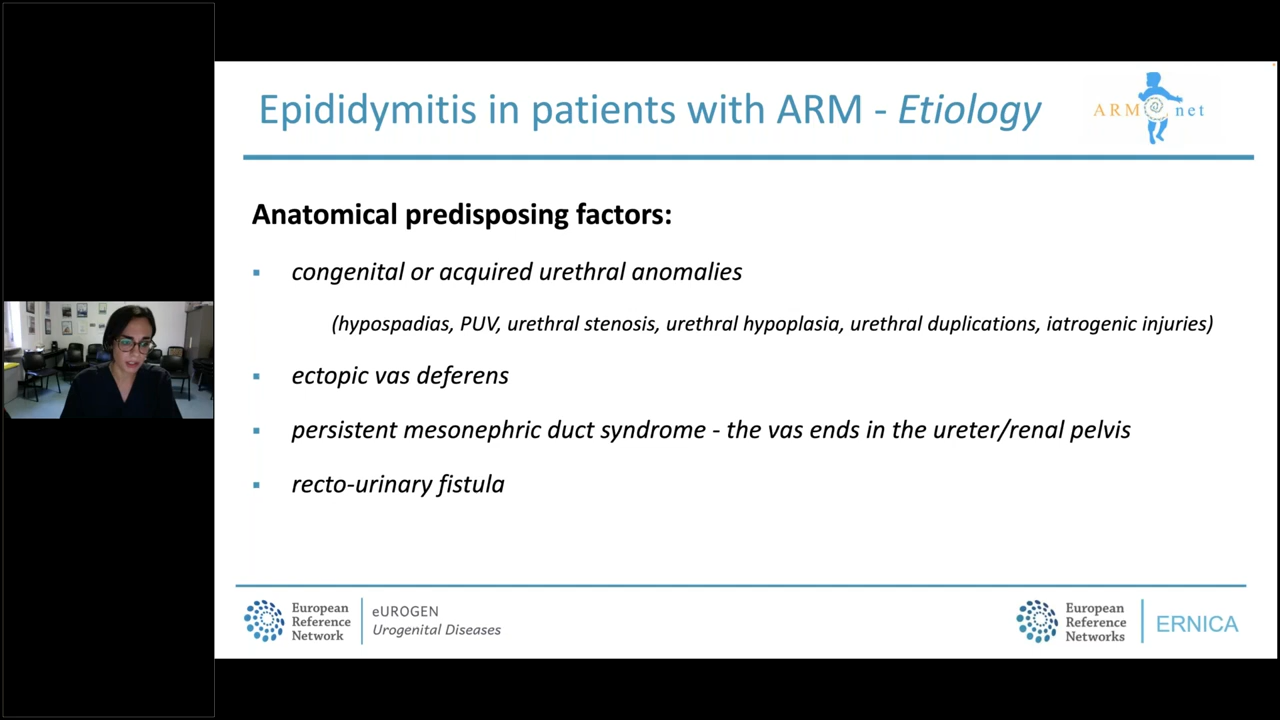 Epididymitis in patients with ARM - Etiology
ARM net
Anatomical predisposing factors:
▪ congenital or acquired urethral anomalies
(hypospadias, PUV, urethral stenosis, urethral hypoplasia, urethral duplications, iatrogenic injuries)
▪ ectopic vas deferens
▪ persistent mesonephric duct syndrome - the vas ends in the ureter/renal pelvis
▪ recto-urinary fistula
European
Reference
Network
eUROGEN
Urogenital Diseases
European
Reference
Networks
ERNICA